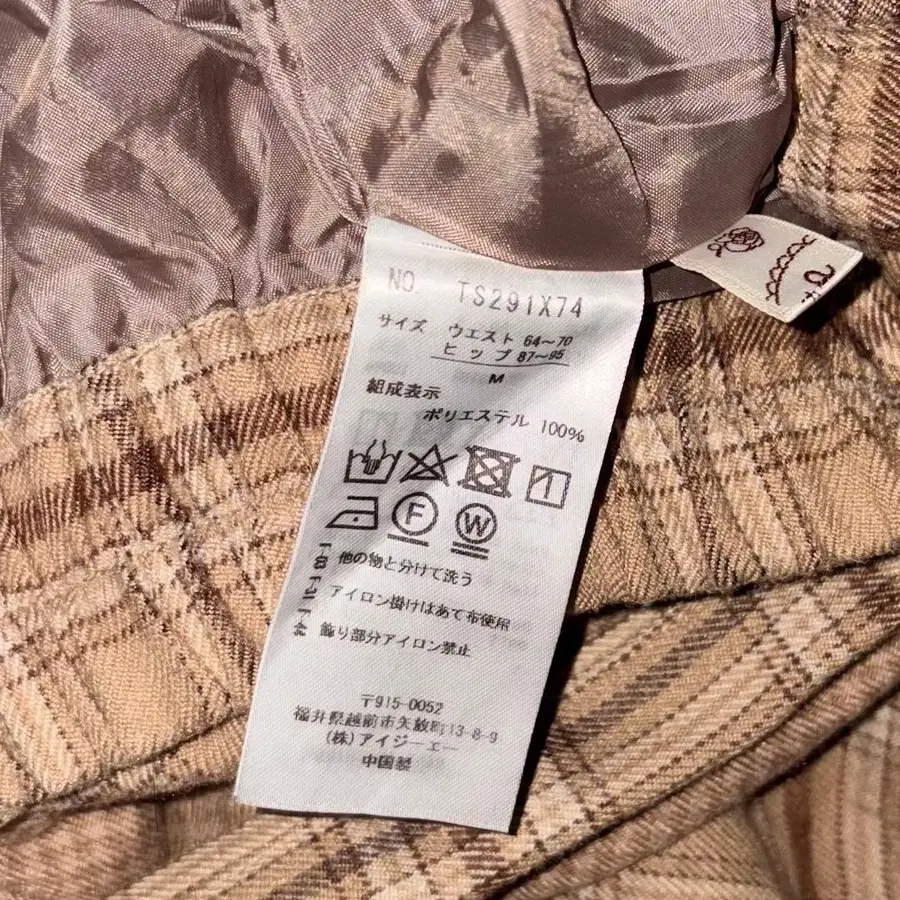 NO. TS291X74
サイズ ウエスト 64〜70
ヒップ 87〜95
M
組成表示
ポリエステル 100%
F W
他の物と分けて洗う
アイロン掛けはあて布使用
飾り部分アイロン禁止
〒915-0052
福井県越前市矢放町13-8-9
(株)アイジーエー
中国製